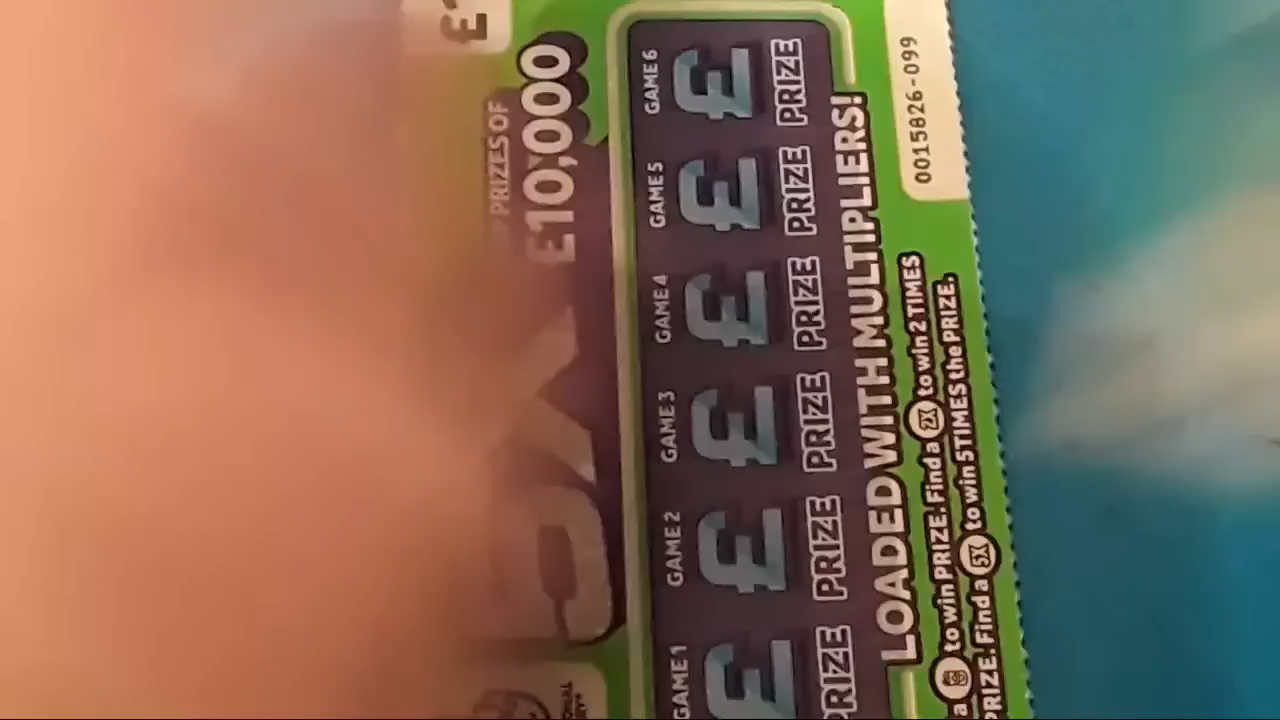 £1
PRIZES OF
£10,000
GAME 1 GAME 2 GAME 3 GAME 4 GAME 5 GAME 6
£ £ £ £ £ £
PRIZE PRIZE PRIZE PRIZE PRIZE PRIZE
LOADED WITH MULTIPLIERS!
a to win PRIZE. Find a 2X to win 2 TIMES
PRIZE. Find a 5X to win 5 TIMES the PRIZE.
0015826-099